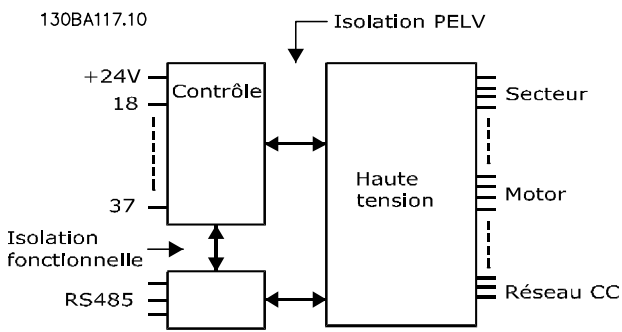 130BA117.10
Isolation PELV
+24V
Contrôle
18
Secteur
Haute
tension
Motor
37
Isolation
fonctionnelle
RS485
Réseau CC